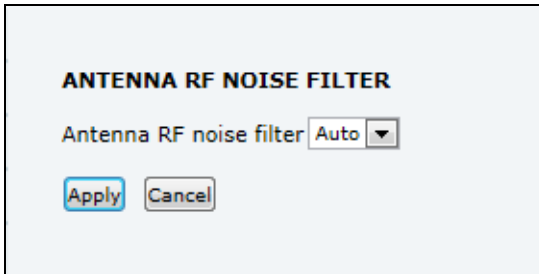 ANTENNA RF NOISE FILTER
Antenna RF noise filter Auto
Apply Cancel